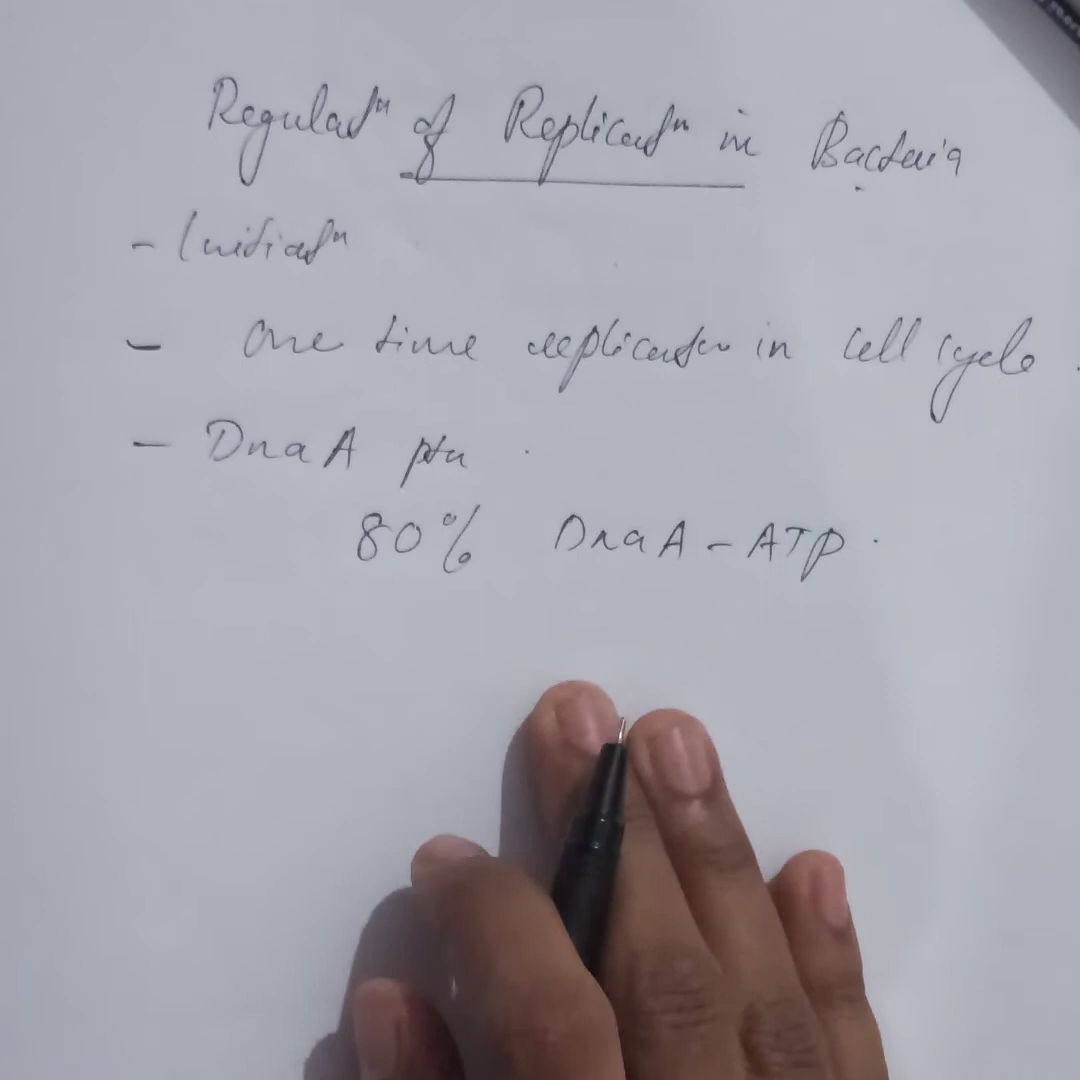 Regulatⁿ of Replicatⁿ in Bacteria
- Initiatⁿ
- One time replication in cell cycle.
- DnaA ptn.
80% DnaA-ATP.